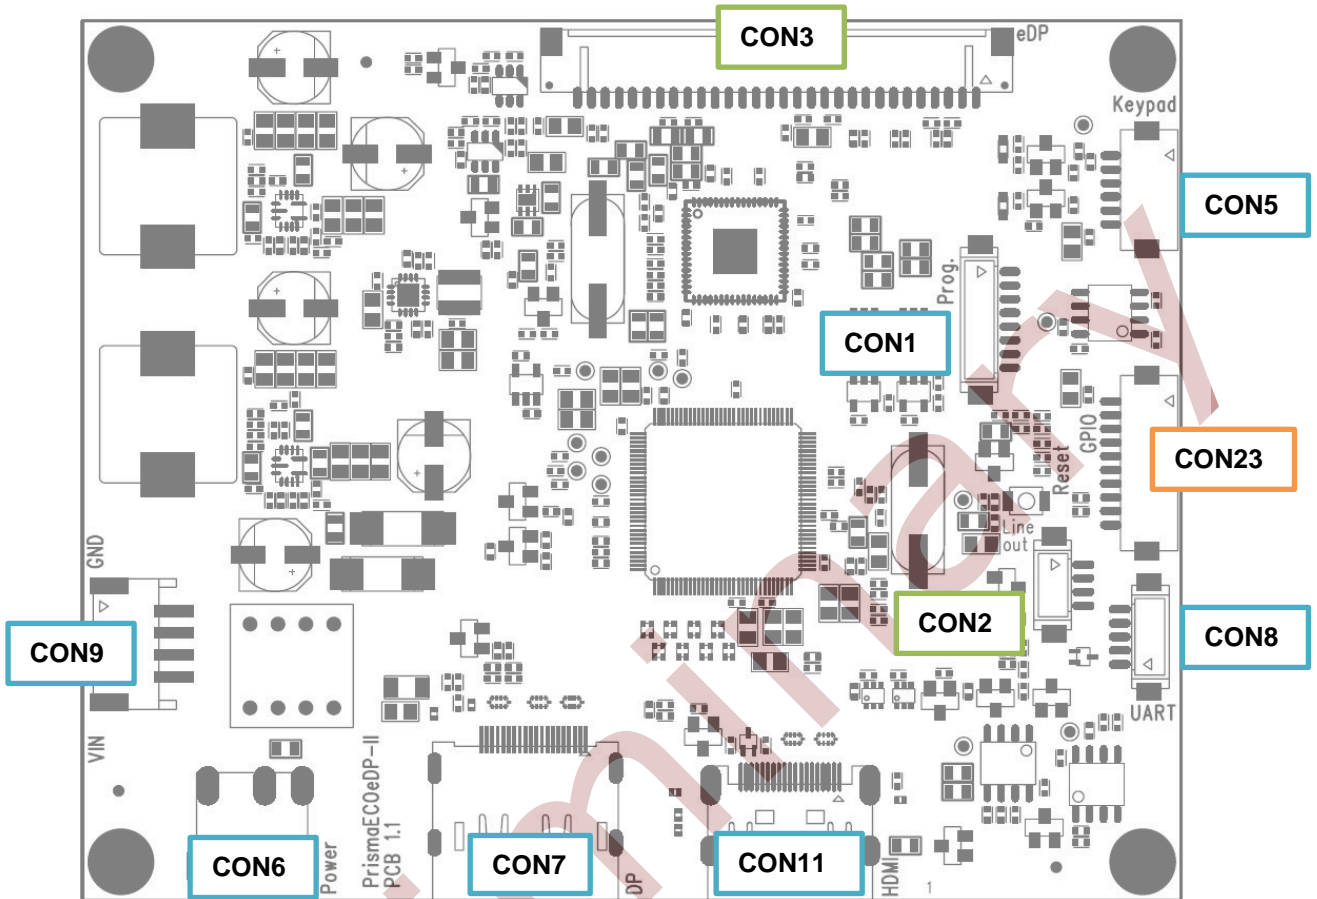 CON3
eDP
Keypad
CON5
Prog.
CON1
GPIO
CON23
Reset
Line
out
CON2
CON8
UART
GND
CON9
VIN
CON6
Power
PrismaECOeDP-II
PCB 1.1
CON7
DP
CON11
HDMI
1
minary